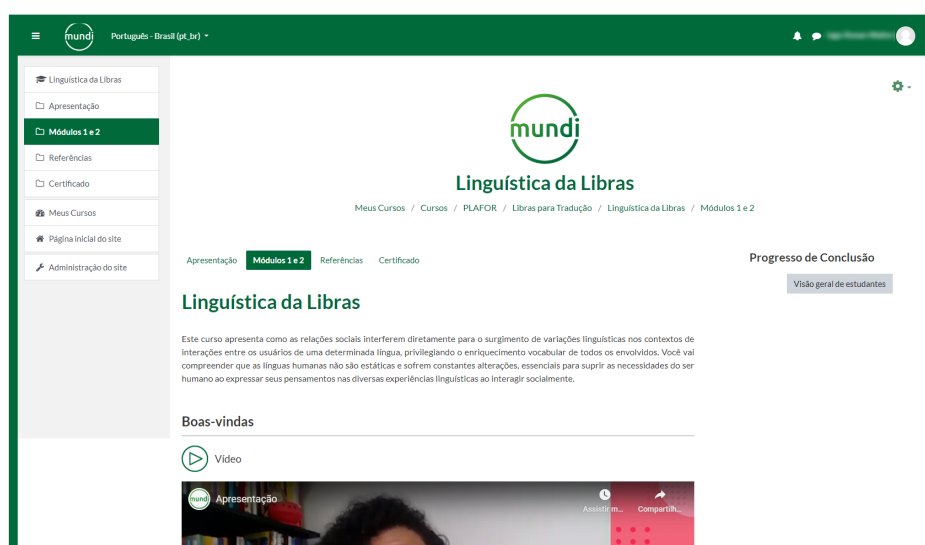 mundi
Português - Brasil (pt_br)
Linguística da Libras
Apresentação
Módulos 1 e 2
Referências
Certificado
Meus Cursos
Página inicial do site
Administração do site
mundi
Linguística da Libras
Meus Cursos / Cursos / PLAFOR / Libras para Tradução / Linguística da Libras / Módulos 1 e 2
Apresentação Módulos 1 e 2 Referências Certificado
Progresso de Conclusão
Visão geral de estudantes
Linguística da Libras
Este curso apresenta como as relações sociais interferem diretamente para o surgimento de variações linguísticas nos contextos de
interações entre os usuários de uma determinada língua, privilegiando o enriquecimento vocabular de todos os envolvidos. Você vai
compreender que as línguas humanas não são estáticas e sofrem constantes alterações, essenciais para suprir as necessidades do ser
humano ao expressar seus pensamentos nas diversas experiências linguísticas ao interagir socialmente.
Boas-vindas
Vídeo
mundi
Apresentação
Assistir m...
Compartilh...